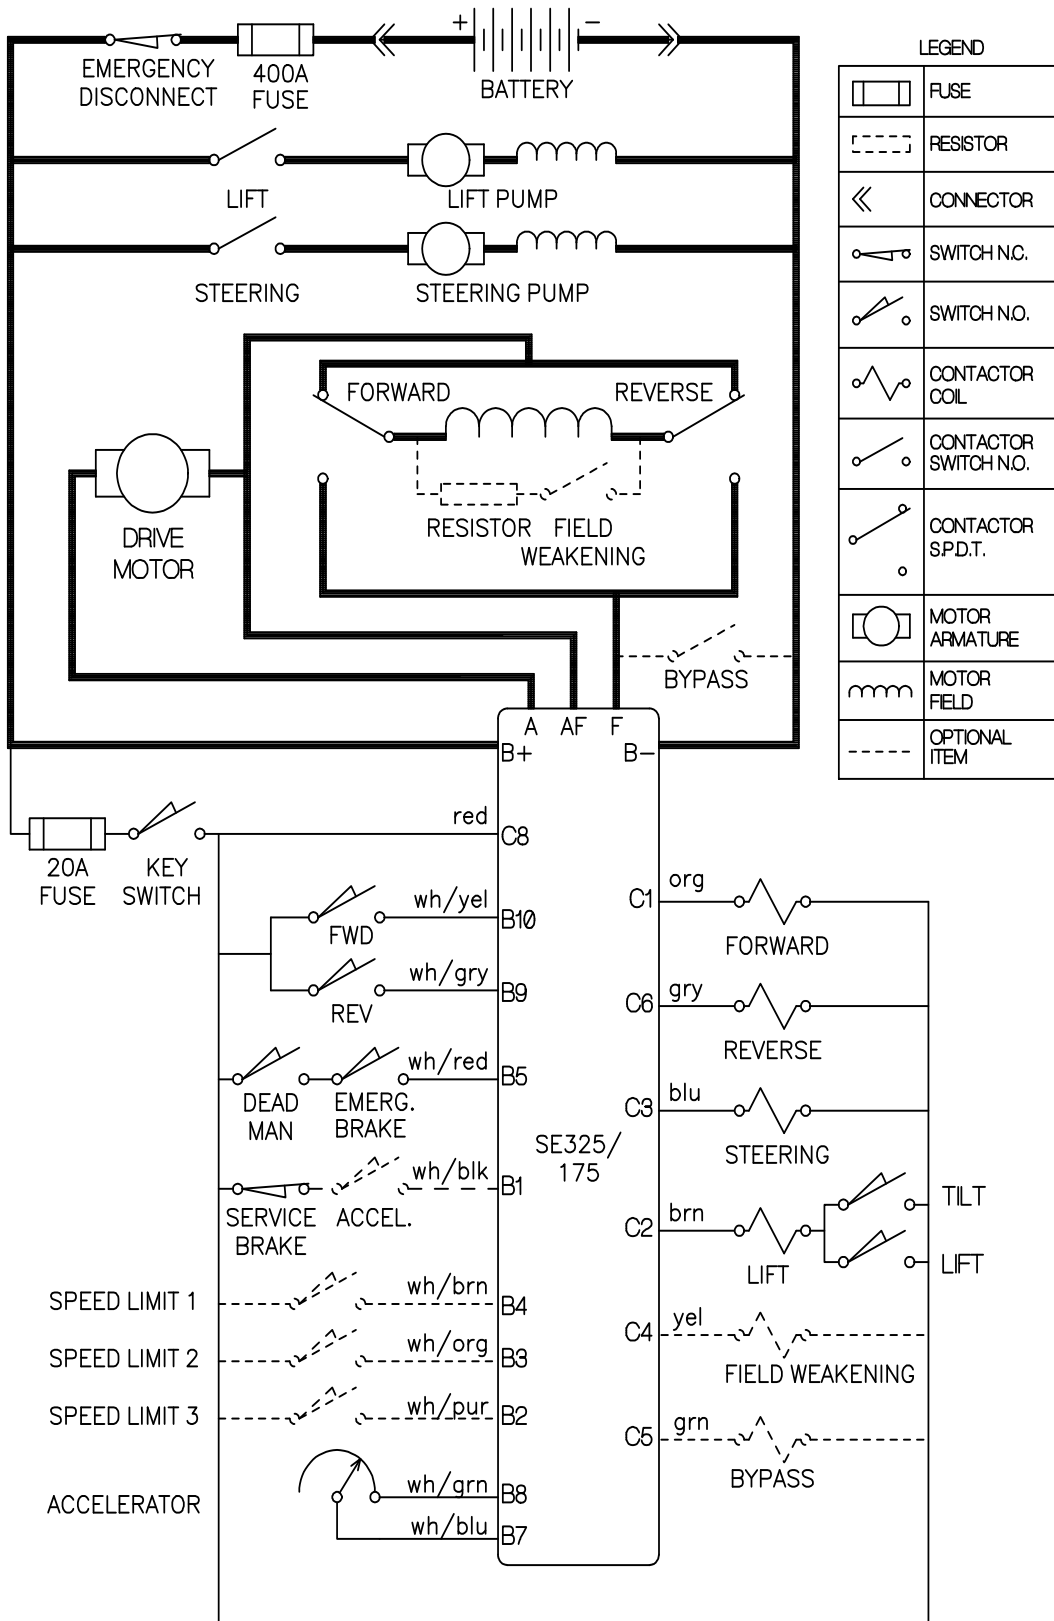 + −
EMERGENCY
DISCONNECT
400A
FUSE
BATTERY
LIFT
LIFT PUMP
STEERING
STEERING PUMP
FORWARD
REVERSE
RESISTOR
FIELD
WEAKENING
DRIVE
MOTOR
BYPASS
A AF F
B+ B−
LEGEND
FUSE
RESISTOR
CONNECTOR
SWITCH N.C.
SWITCH N.O.
CONTACTOR
COIL
CONTACTOR
SWITCH N.O.
CONTACTOR
S.P.D.T.
MOTOR
ARMATURE
MOTOR
FIELD
OPTIONAL
ITEM
20A
FUSE
KEY
SWITCH
red
C8
FWD
wh/yel
B10
REV
wh/gry
B9
DEAD
MAN
EMERG.
BRAKE
wh/red
B5
SERVICE
BRAKE
ACCEL.
wh/blk
B1
SPEED LIMIT 1
wh/brn
B4
SPEED LIMIT 2
wh/org
B3
SPEED LIMIT 3
wh/pur
B2
ACCELERATOR
wh/grn
B8
wh/blu
B7
SE325/
175
C1
org
FORWARD
C6
gry
REVERSE
C3
blu
STEERING
C2
brn
LIFT
TILT
LIFT
C4
yel
FIELD WEAKENING
C5
grn
BYPASS